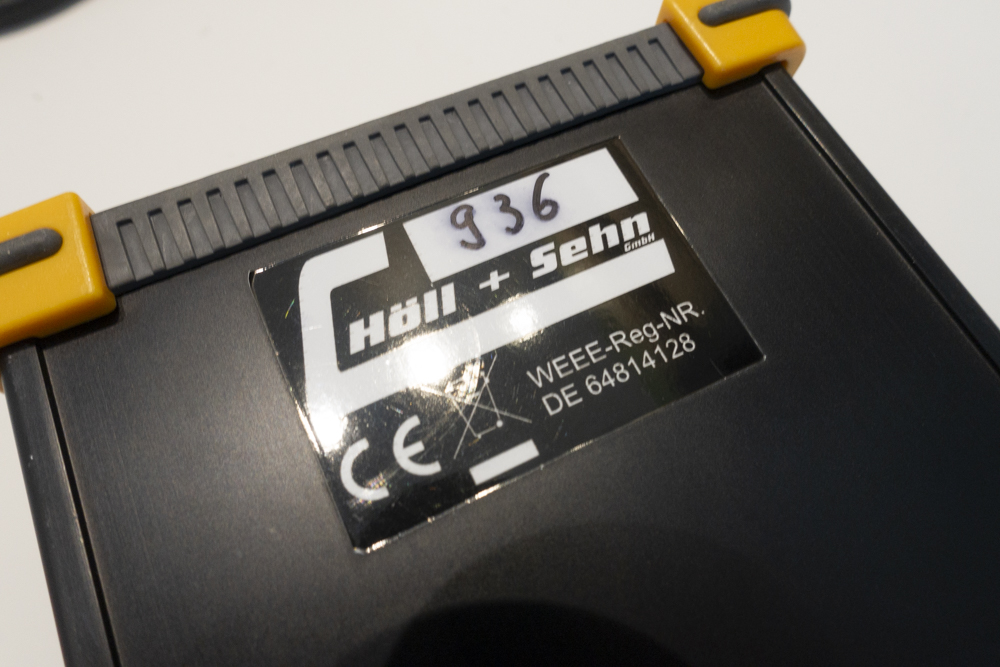 936
Höll + Sehn
GmbH
WEEE-Reg-NR.
DE 64814128
CE